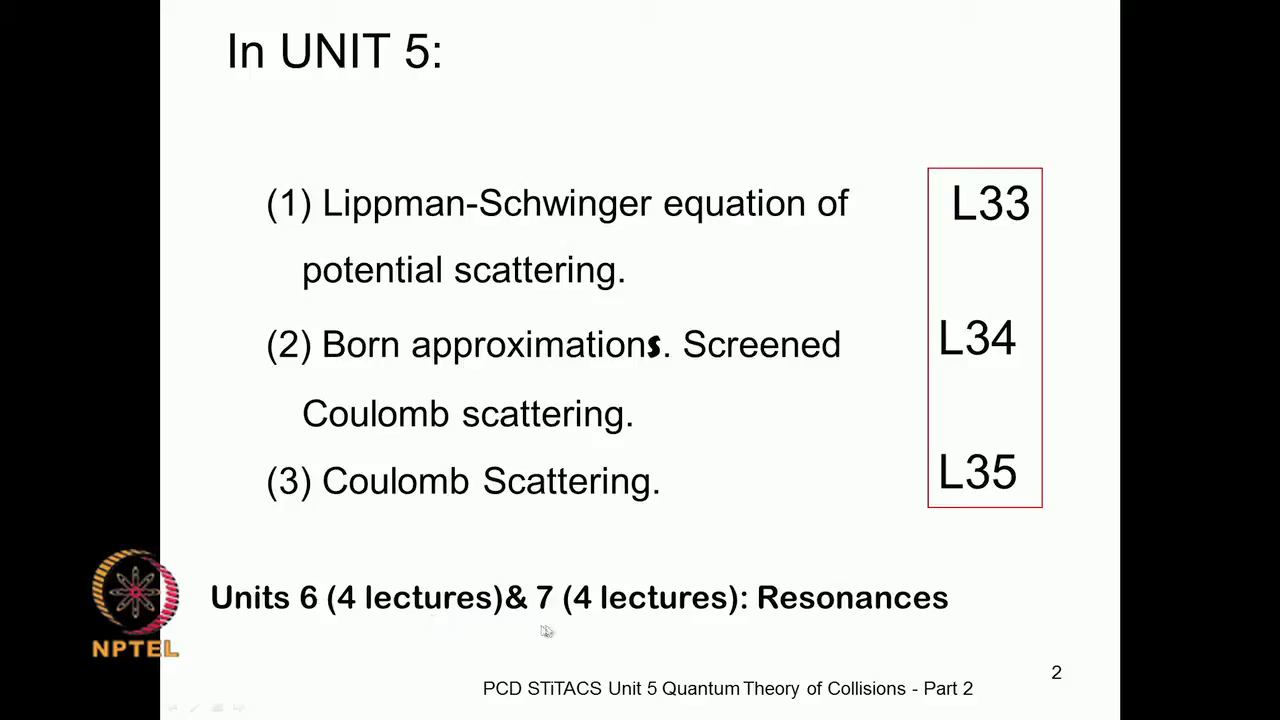 In UNIT 5:
(1) Lippman-Schwinger equation of
potential scattering.
L33
(2) Born approximations. Screened
Coulomb scattering.
L34
(3) Coulomb Scattering.
L35
Units 6 (4 lectures)& 7 (4 lectures): Resonances
NPTEL
2
PCD STiTACS Unit 5 Quantum Theory of Collisions - Part 2